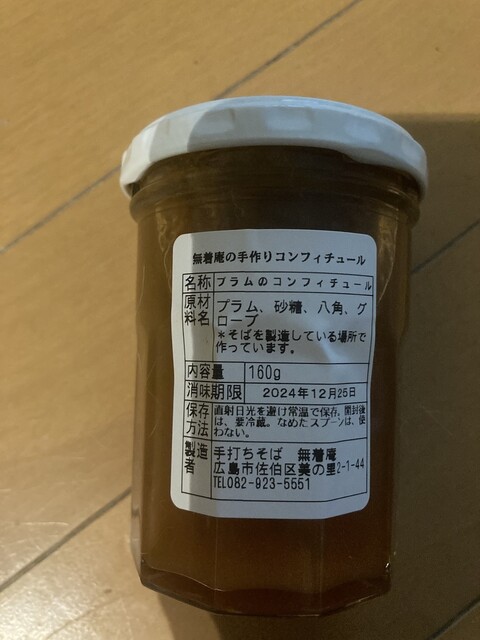 無着庵の手作りコンフィチュール
名称 プラムのコンフィチュール
原材料名 プラム、砂糖、八角、グ
ローブ
*そばを製造している場所で
作っています。
内容量 160g
消味期限 2024年12月25日
保存方法 直射日光を避け常温で保存。開封後
は、要冷蔵。なめたスプーンは、使
わない。
製造者 手打ちそば 無着庵
広島市佐伯区美の里2-1-44
TEL082-923-5551